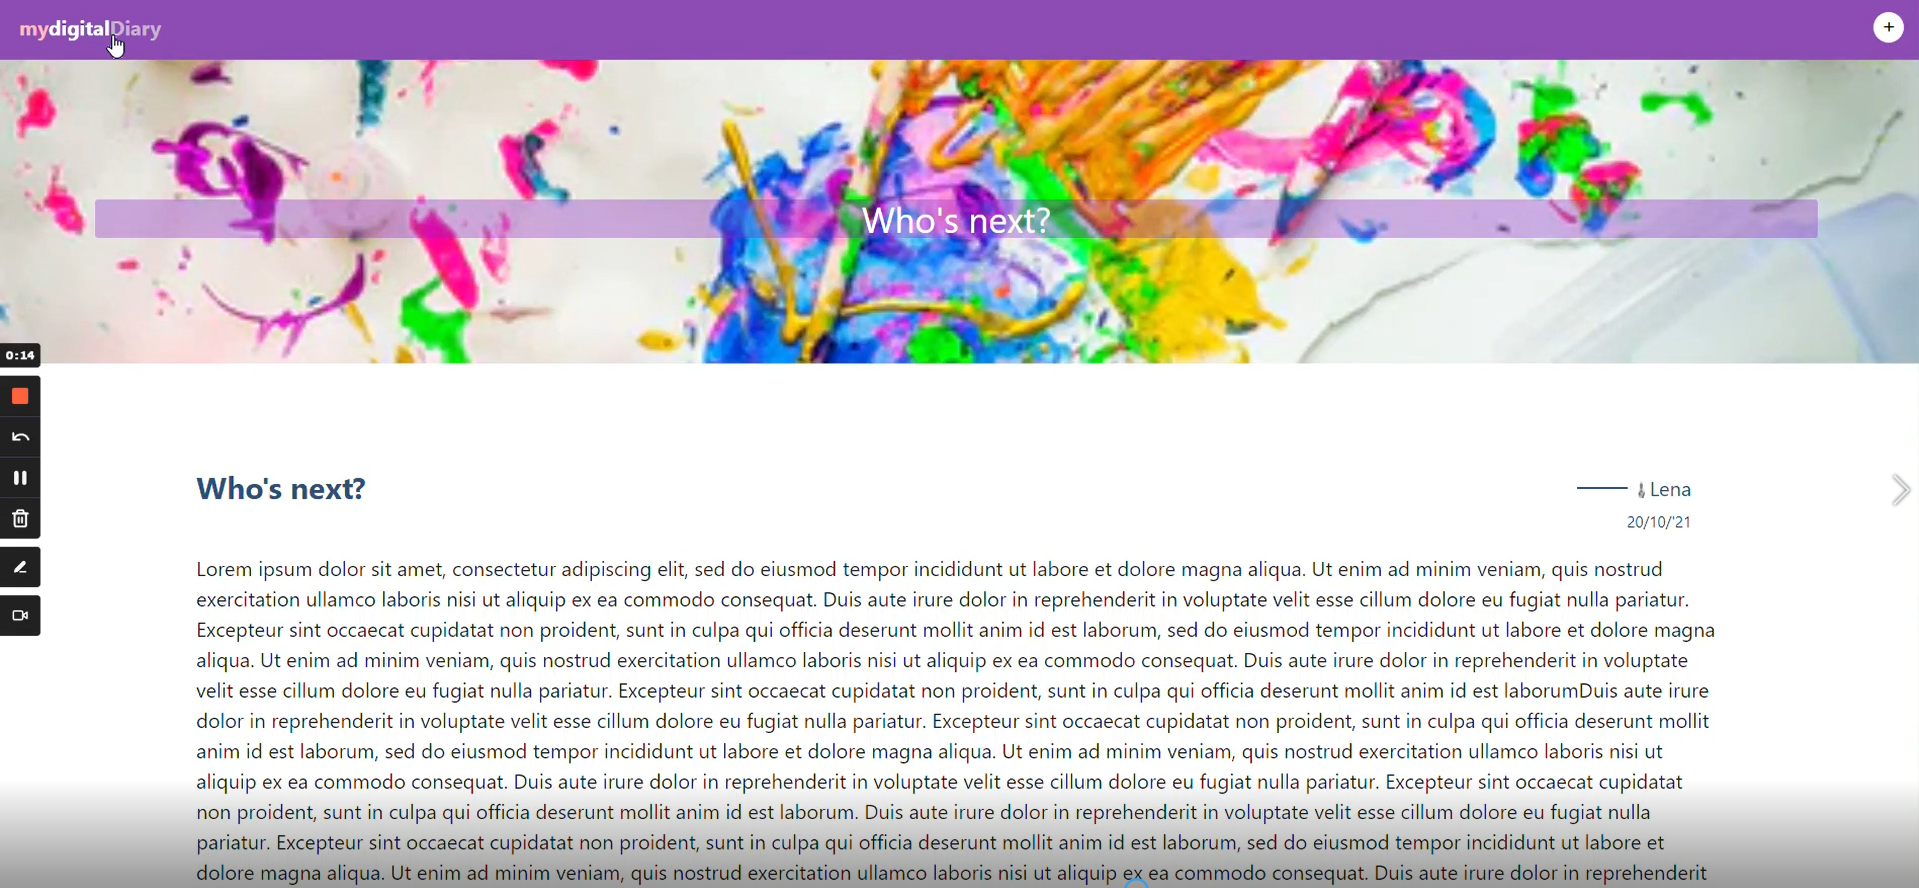 mydigitalDiary
+
Who's next?
0:14
Who's next?
Lena
20/10/'21
Lorem ipsum dolor sit amet, consectetur adipiscing elit, sed do eiusmod tempor incididunt ut labore et dolore magna aliqua. Ut enim ad minim veniam, quis nostrud
exercitation ullamco laboris nisi ut aliquip ex ea commodo consequat. Duis aute irure dolor in reprehenderit in voluptate velit esse cillum dolore eu fugiat nulla pariatur.
Excepteur sint occaecat cupidatat non proident, sunt in culpa qui officia deserunt mollit anim id est laborum, sed do eiusmod tempor incididunt ut labore et dolore magna
aliqua. Ut enim ad minim veniam, quis nostrud exercitation ullamco laboris nisi ut aliquip ex ea commodo consequat. Duis aute irure dolor in reprehenderit in voluptate
velit esse cillum dolore eu fugiat nulla pariatur. Excepteur sint occaecat cupidatat non proident, sunt in culpa qui officia deserunt mollit anim id est laborumDuis aute irure
dolor in reprehenderit in voluptate velit esse cillum dolore eu fugiat nulla pariatur. Excepteur sint occaecat cupidatat non proident, sunt in culpa qui officia deserunt mollit
anim id est laborum, sed do eiusmod tempor incididunt ut labore et dolore magna aliqua. Ut enim ad minim veniam, quis nostrud exercitation ullamco laboris nisi ut
aliquip ex ea commodo consequat. Duis aute irure dolor in reprehenderit in voluptate velit esse cillum dolore eu fugiat nulla pariatur. Excepteur sint occaecat cupidatat
non proident, sunt in culpa qui officia deserunt mollit anim id est laborum. Duis aute irure dolor in reprehenderit in voluptate velit esse cillum dolore eu fugiat nulla
pariatur. Excepteur sint occaecat cupidatat non proident, sunt in culpa qui officia deserunt mollit anim id est laborum, sed do eiusmod tempor incididunt ut labore et
dolore magna aliqua. Ut enim ad minim veniam, quis nostrud exercitation ullamco laboris nisi ut aliquip ex ea commodo consequat. Duis aute irure dolor in reprehenderit